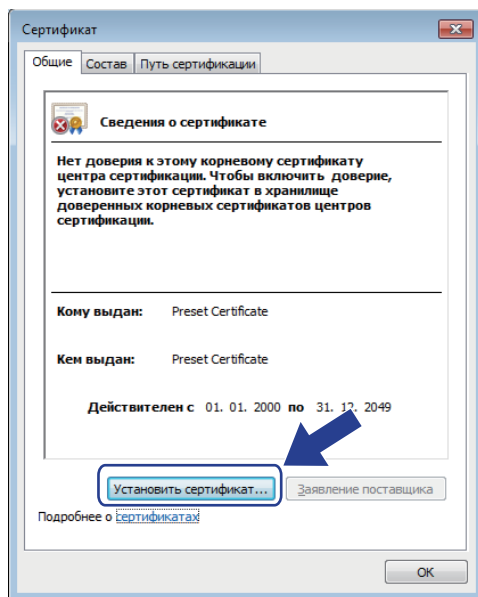 Сертификат
Общие Состав Путь сертификации
Сведения о сертификате
Нет доверия к этому корневому сертификату
центра сертификации. Чтобы включить доверие,
установите этот сертификат в хранилище
доверенных корневых сертификатов центров
сертификации.
Кому выдан: Preset Certificate
Кем выдан: Preset Certificate
Действителен с 01. 01. 2000 по 31. 12. 2049
Установить сертификат... Заявление поставщика
Подробнее о сертификатах
ОК